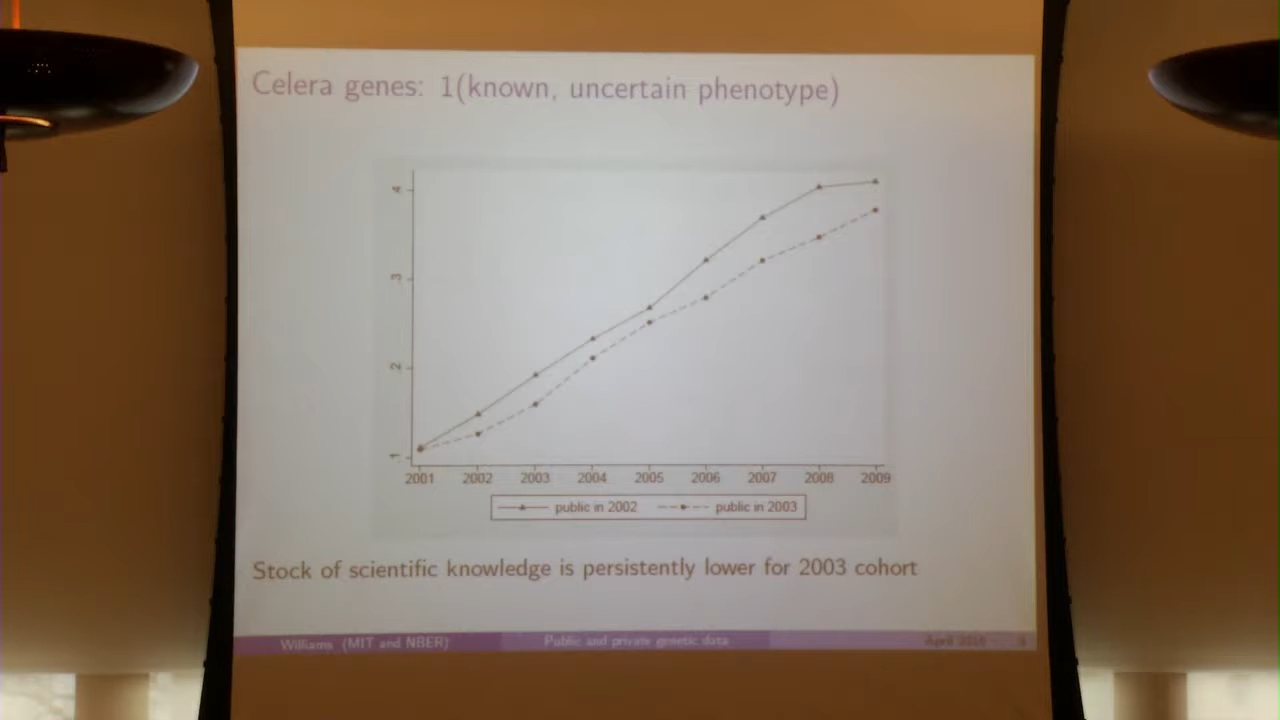 Celera genes: 1(known, uncertain phenotype)
4
3
2
1
2001 2002 2003 2004 2005 2006 2007 2008 2009
public in 2002 public in 2003
Stock of scientific knowledge is persistently lower for 2003 cohort
Williams (MIT and NBER) Public and private genetic data April